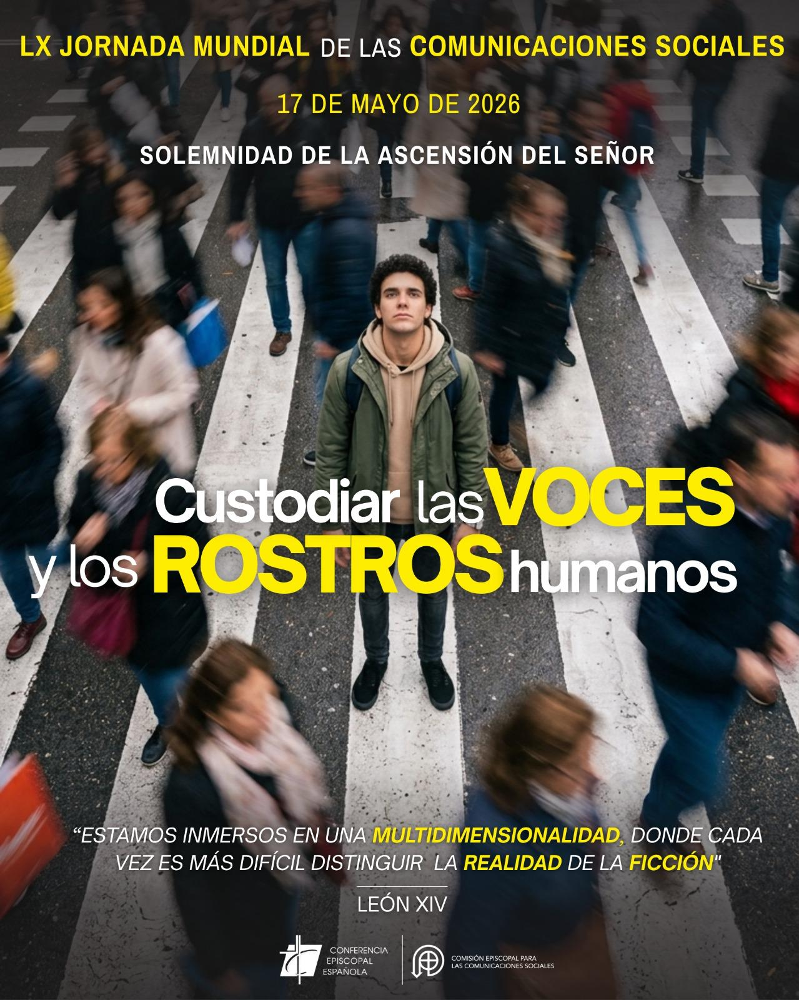 LX JORNADA MUNDIAL DE LAS COMUNICACIONES SOCIALES
17 DE MAYO DE 2026
SOLEMNIDAD DE LA ASCENSIÓN DEL SEÑOR
Custodiar las VOCES
y los ROSTROS humanos
“ESTAMOS INMERSOS EN UNA MULTIDIMENSIONALIDAD, DONDE CADA
VEZ ES MÁS DIFÍCIL DISTINGUIR LA REALIDAD DE LA FICCIÓN"
LEÓN XIV
CONFERENCIA
EPISCOPAL
ESPAÑOLA
COMISIÓN EPISCOPAL PARA
LAS COMUNICACIONES SOCIALES